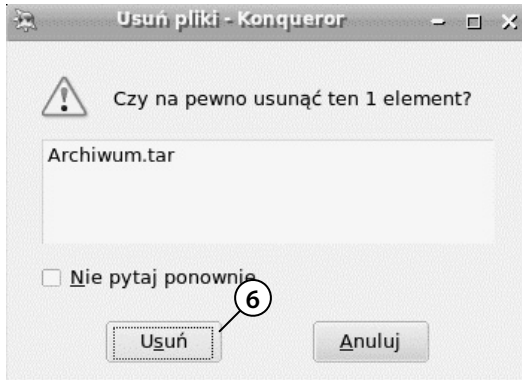 Usuń pliki - Konqueror
Czy na pewno usunąć ten 1 element?
Archiwum.tar
Nie pytaj ponownie
6
Usuń
Anuluj